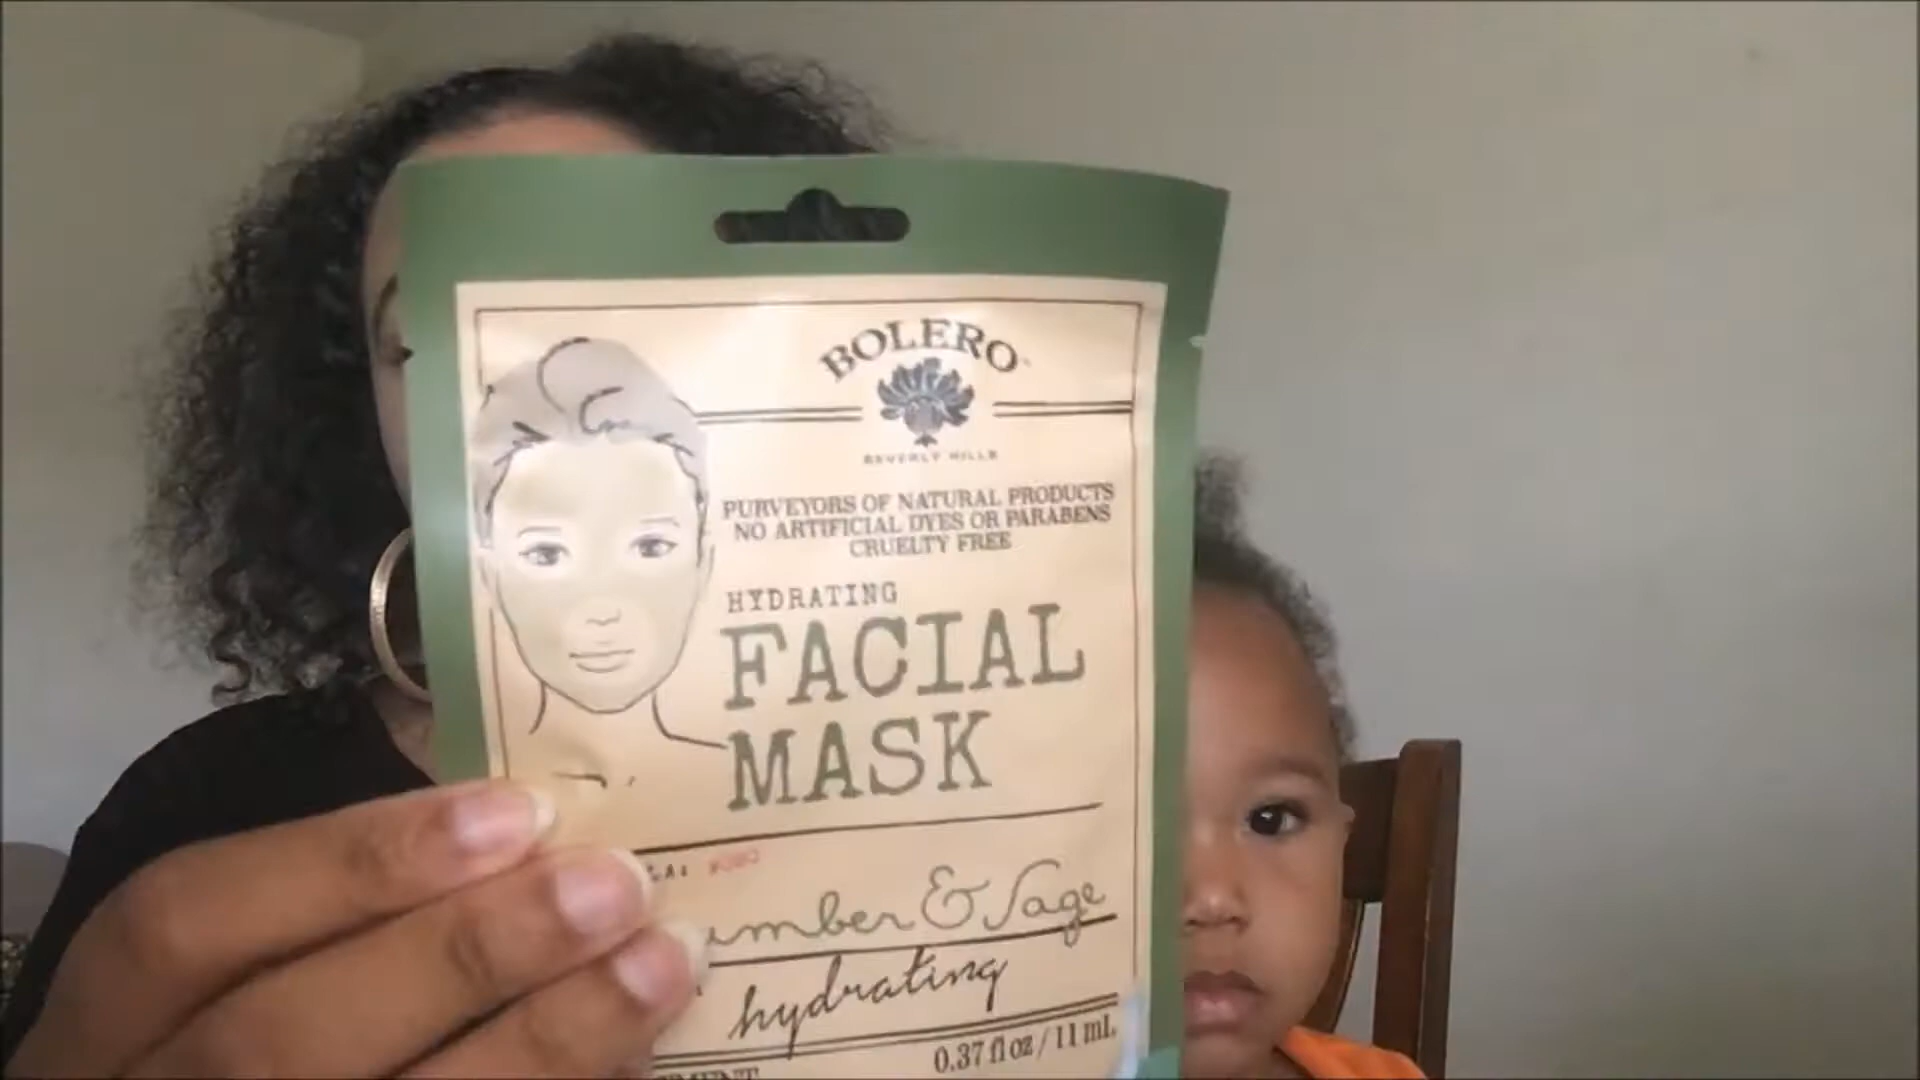 BOLERO
BEVERLY HILLS
PURVEYORS OF NATURAL PRODUCTS
NO ARTIFICIAL DYES OR PARABENS
CRUELTY FREE
HYDRATING
FACIAL
MASK
& Sage
hydrating
0.37 fl oz / 11 mL